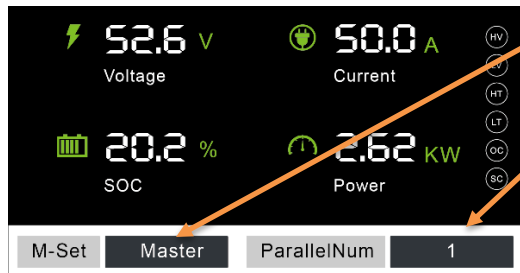 52.6 V 50.0 A HV
Voltage Current LV
HT
LT
20.2 % 2.62 KW OC
SOC Power SC
M-Set Master ParallelNum 1